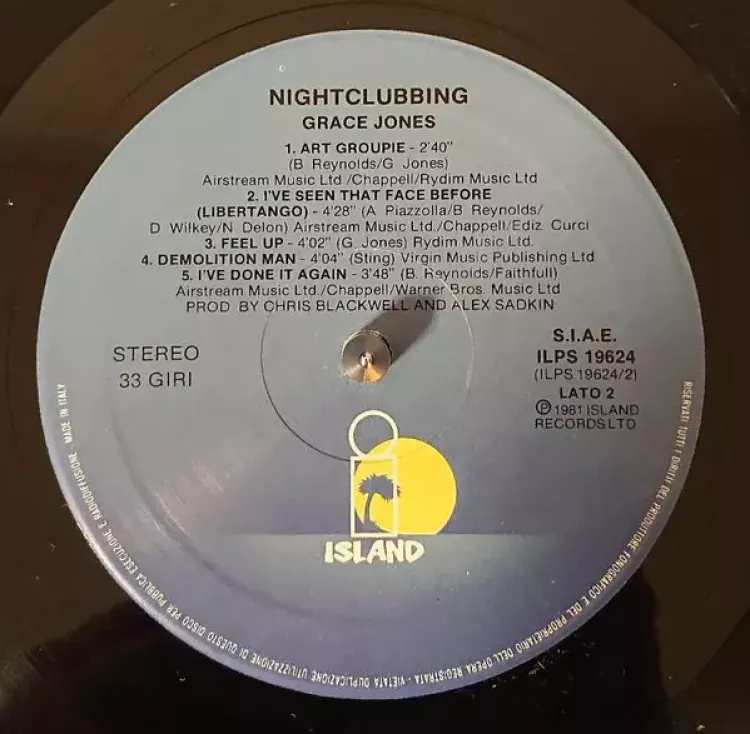 NIGHTCLUBBING
GRACE JONES
1. ART GROUPIE - 2'40"
(B Reynolds/G Jones)
Airstream Music Ltd /Chappell/Rydim Music Ltd
2. I'VE SEEN THAT FACE BEFORE
(LIBERTANGO) - 4'28" (A Piazzolla/B Reynolds/
D Wilkey/N Delon) Airstream Music Ltd./Chappell/Ediz Curci
3. FEEL UP - 4'02" (G. Jones) Rydim Music Ltd.
4. DEMOLITION MAN - 4'04" (Sting) Virgin Music Publishing Ltd
5. I'VE DONE IT AGAIN - 3'48" (B. Reynolds/Faithfull)
Airstream Music Ltd./Chappell/Warner Bros. Music Ltd
PROD BY CHRIS BLACKWELL AND ALEX SADKIN
STEREO
33 GIRI
S.I.A.E.
ILPS 19624
(ILPS 19624/2)
LATO 2
℗ 1981 ISLAND
RECORDS LTD
ISLAND
RISERVATI TUTTI I DIRITTI DEL PRODUTTORE FONOGRAFICO E DEL PROPRIETARIO DELL'OPERA REGISTRATA - VIETATA DUPLICAZIONE UTILIZZAZIONE DI QUESTO DISCO PER PUBBLICA ESECUZIONE E RADIODIFFUSIONE - MADE IN ITALY